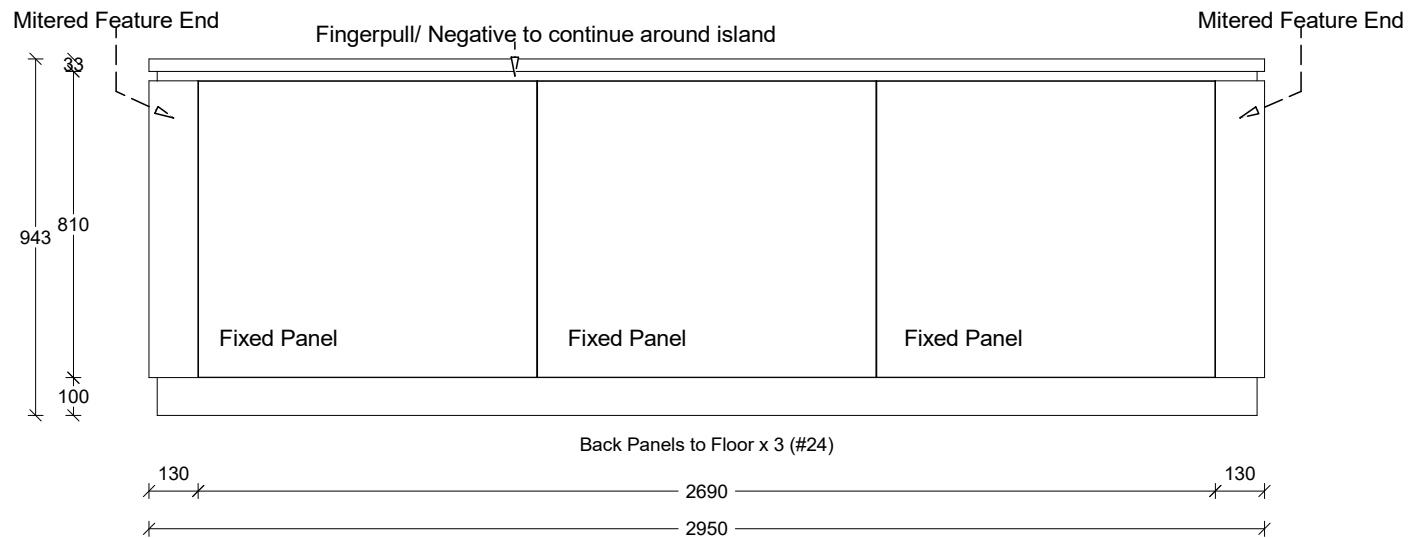 Mitered Feature End
Fingerpull/ Negative to continue around island
Mitered Feature End
33
810
943
100
Fixed Panel
Fixed Panel
Fixed Panel
Back Panels to Floor x 3 (#24)
130
2690
130
2950